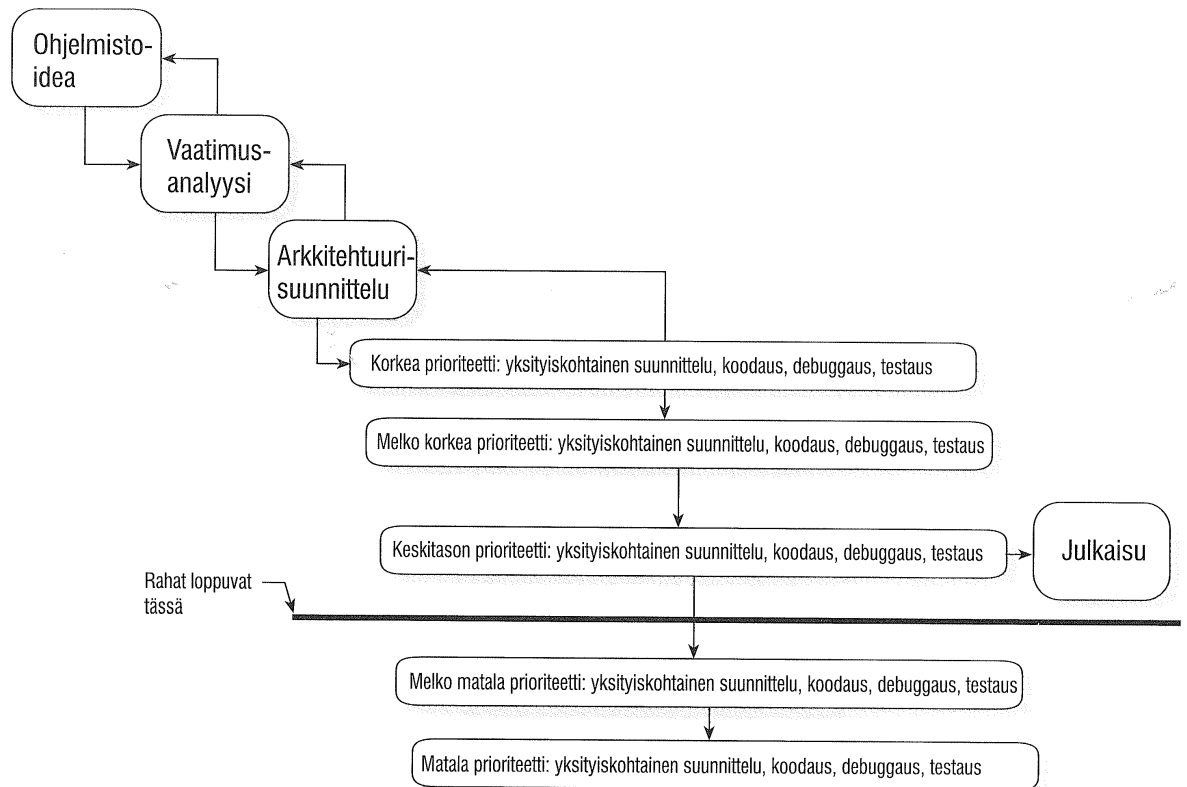 Ohjelmisto-
idea
Vaatimus-
analyysi
Arkkitehtuuri-
suunnittelu
Korkea prioriteetti: yksityiskohtainen suunnittelu, koodaus, debuggaus, testaus
Melko korkea prioriteetti: yksityiskohtainen suunnittelu, koodaus, debuggaus, testaus
Keskitason prioriteetti: yksityiskohtainen suunnittelu, koodaus, debuggaus, testaus
Julkaisu
Rahat loppuvat
tässä
Melko matala prioriteetti: yksityiskohtainen suunnittelu, koodaus, debuggaus, testaus
Matala prioriteetti: yksityiskohtainen suunnittelu, koodaus, debuggaus, testaus